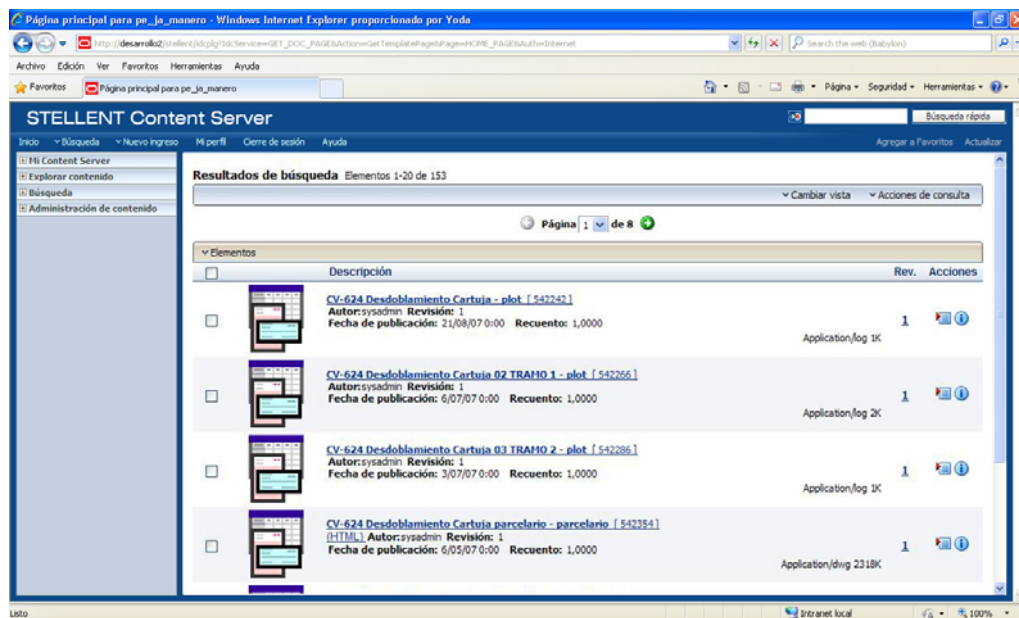 Página principal para pe_ja_manero - Windows Internet Explorer proporcionado por Yoda
http://desarrollo2/stellent/idcplg?IdcService=GET_DOC_PAGE&Action=GetTemplatePage&Page=HOME_PAGE&Auth=Internet
Search the web (Babylon)
Archivo Edición Ver Favoritos Herramientas Ayuda
Favoritos Página principal para pe_ja_manero Página Seguridad Herramientas
STELLENT Content Server Búsqueda rápida
Inicio Búsqueda Nuevo ingreso Mi perfil Cierre de sesión Ayuda Agregar a Favoritos Actualizar
Mi Content Server
Explorar contenido
Búsqueda
Administración de contenido
Resultados de búsqueda Elementos 1-20 de 153
Cambiar vista Acciones de consulta
Página 1 de 8
Elementos
Descripción Rev. Acciones
CV-624 Desdoblamiento Cartuja - plot [ 542242 ]
Autor:sysadmin Revisión: 1
Fecha de publicación: 21/08/07 0:00 Recuento: 1,0000
1
Application/log 1K
CV-624 Desdoblamiento Cartuja 02 TRAMO 1 - plot [ 542266 ]
Autor:sysadmin Revisión: 1
Fecha de publicación: 6/07/07 0:00 Recuento: 1,0000
1
Application/log 2K
CV-624 Desdoblamiento Cartuja 03 TRAMO 2 - plot [ 542286 ]
Autor:sysadmin Revisión: 1
Fecha de publicación: 3/07/07 0:00 Recuento: 1,0000
1
Application/log 1K
CV-624 Desdoblamiento Cartuja parcelario - parcelario [ 542354 ]
(HTML) Autor:sysadmin Revisión: 1
Fecha de publicación: 6/05/07 0:00 Recuento: 1,0000
1
Application/dwg 2318K
Listo Intranet local 100%